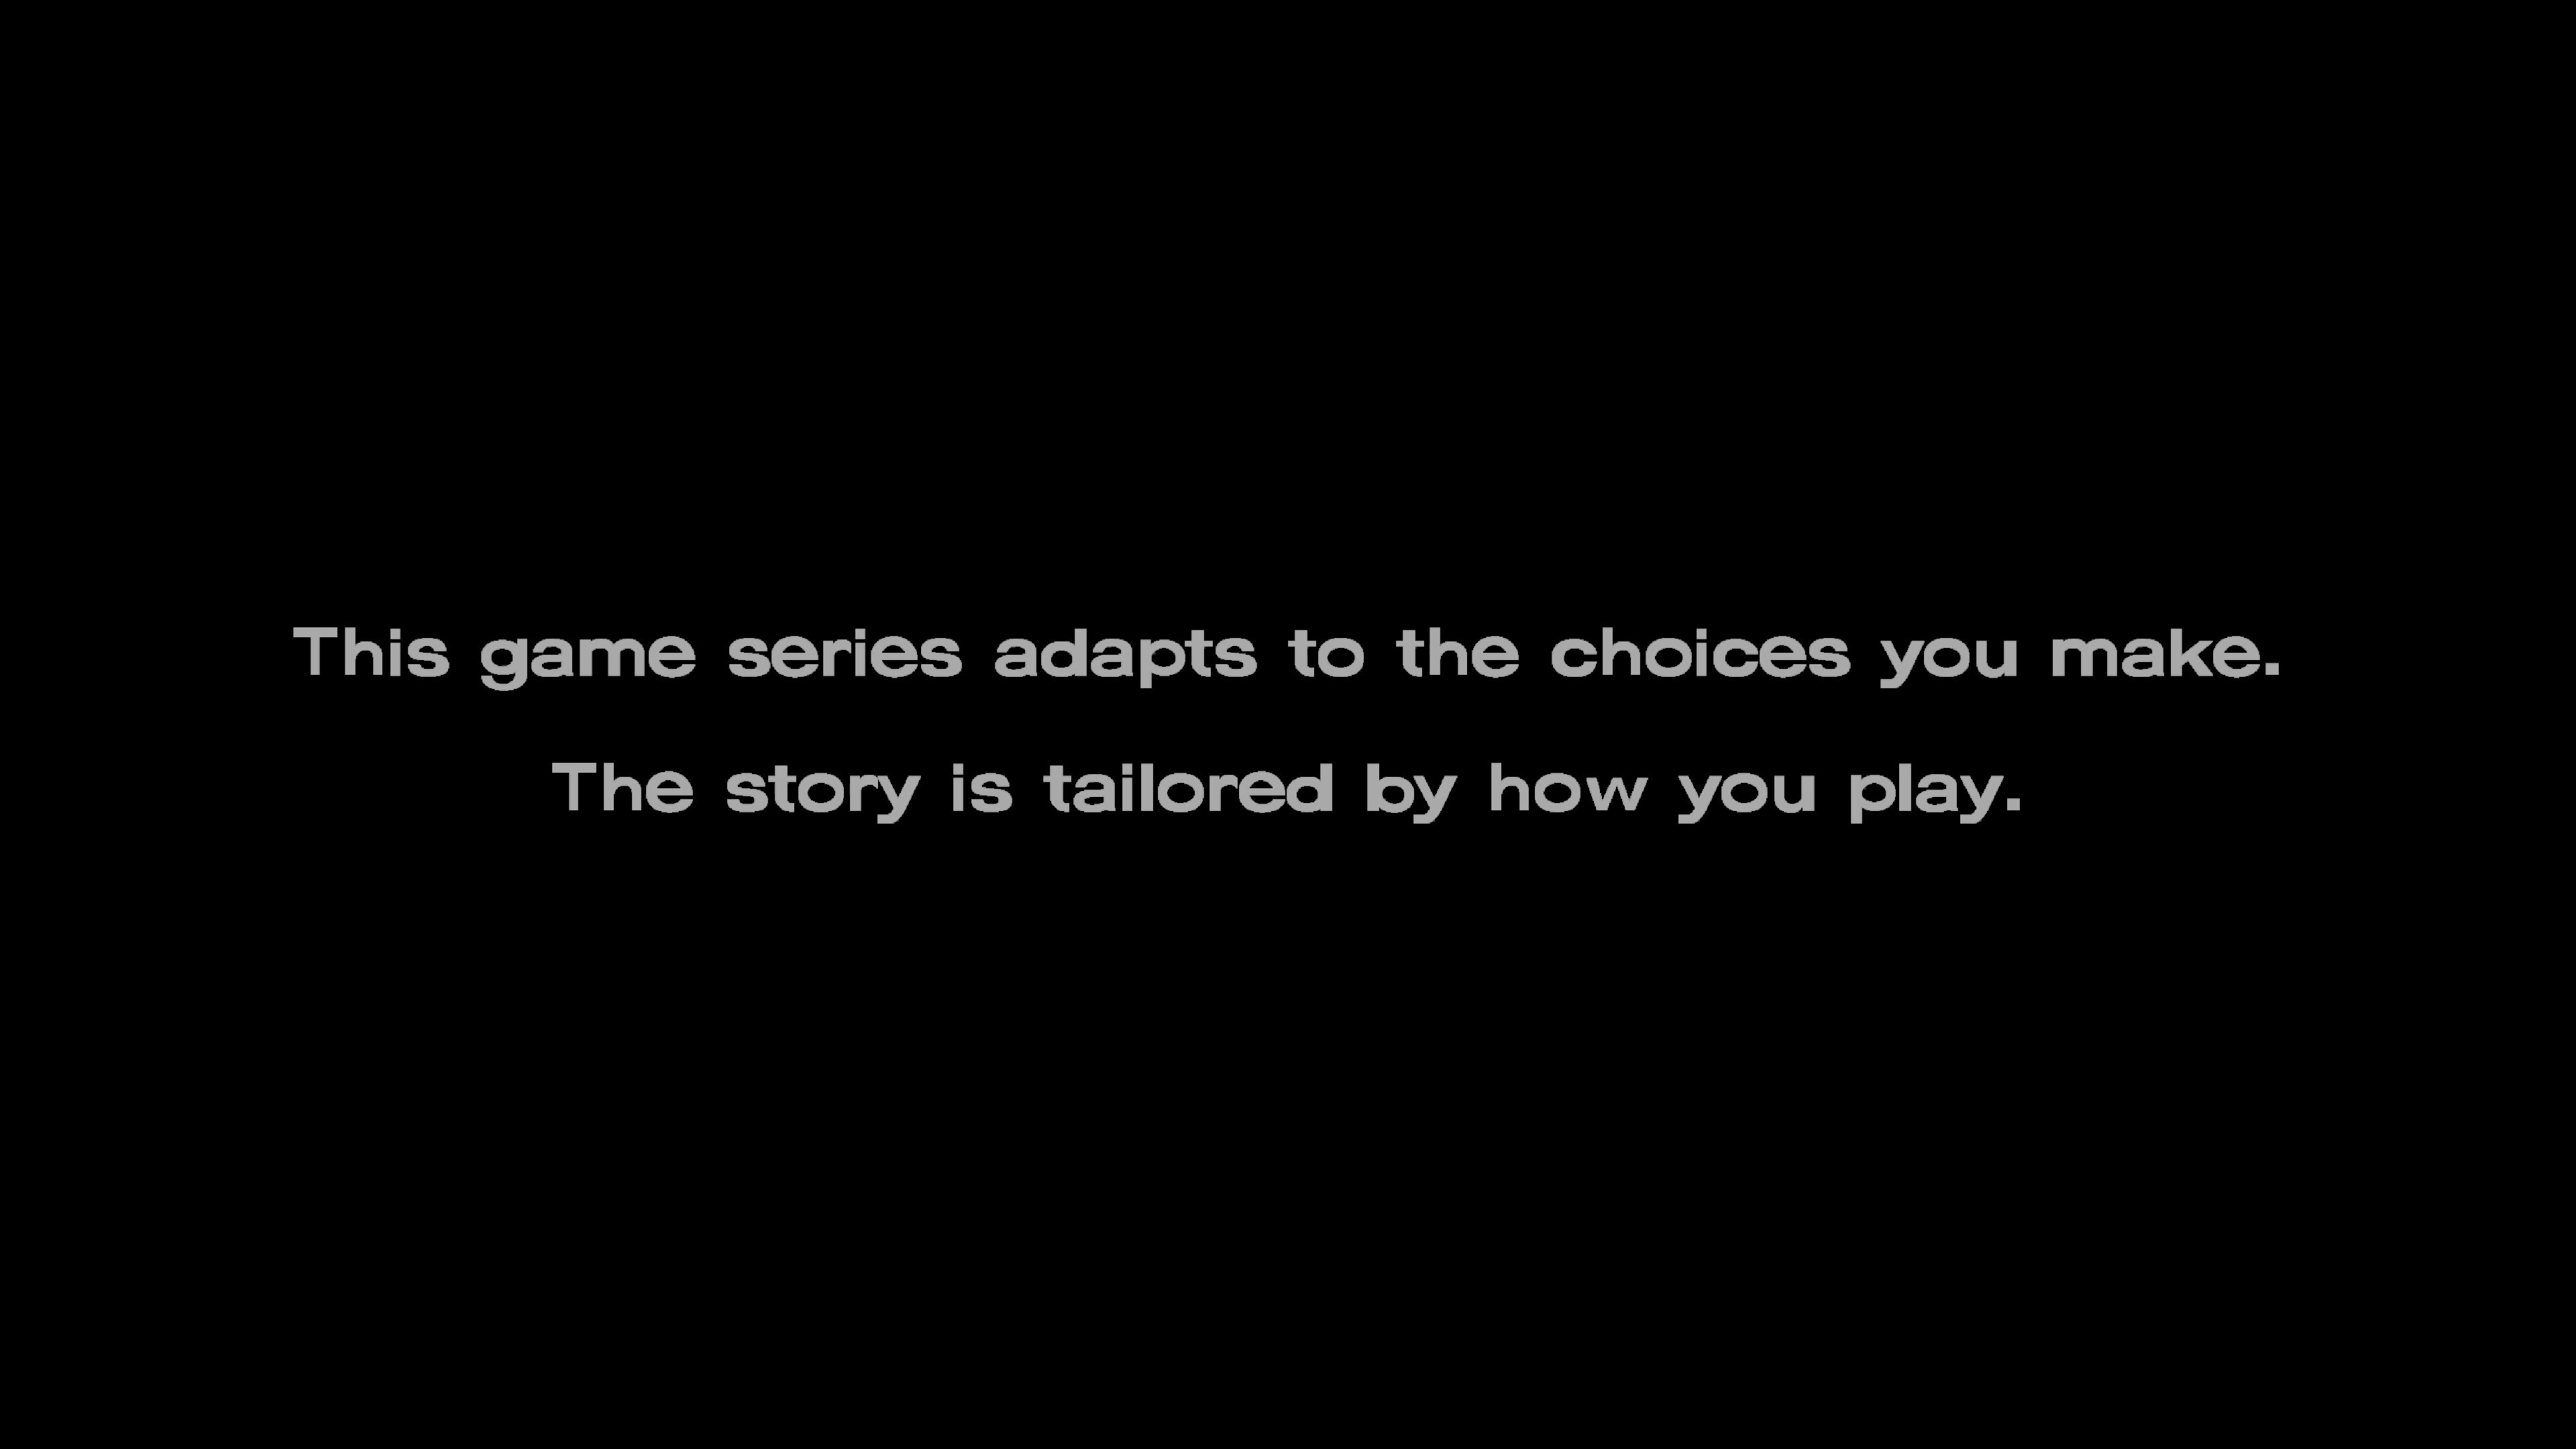 This game series adapts to the choices you make.
The story is tailored by how you play.